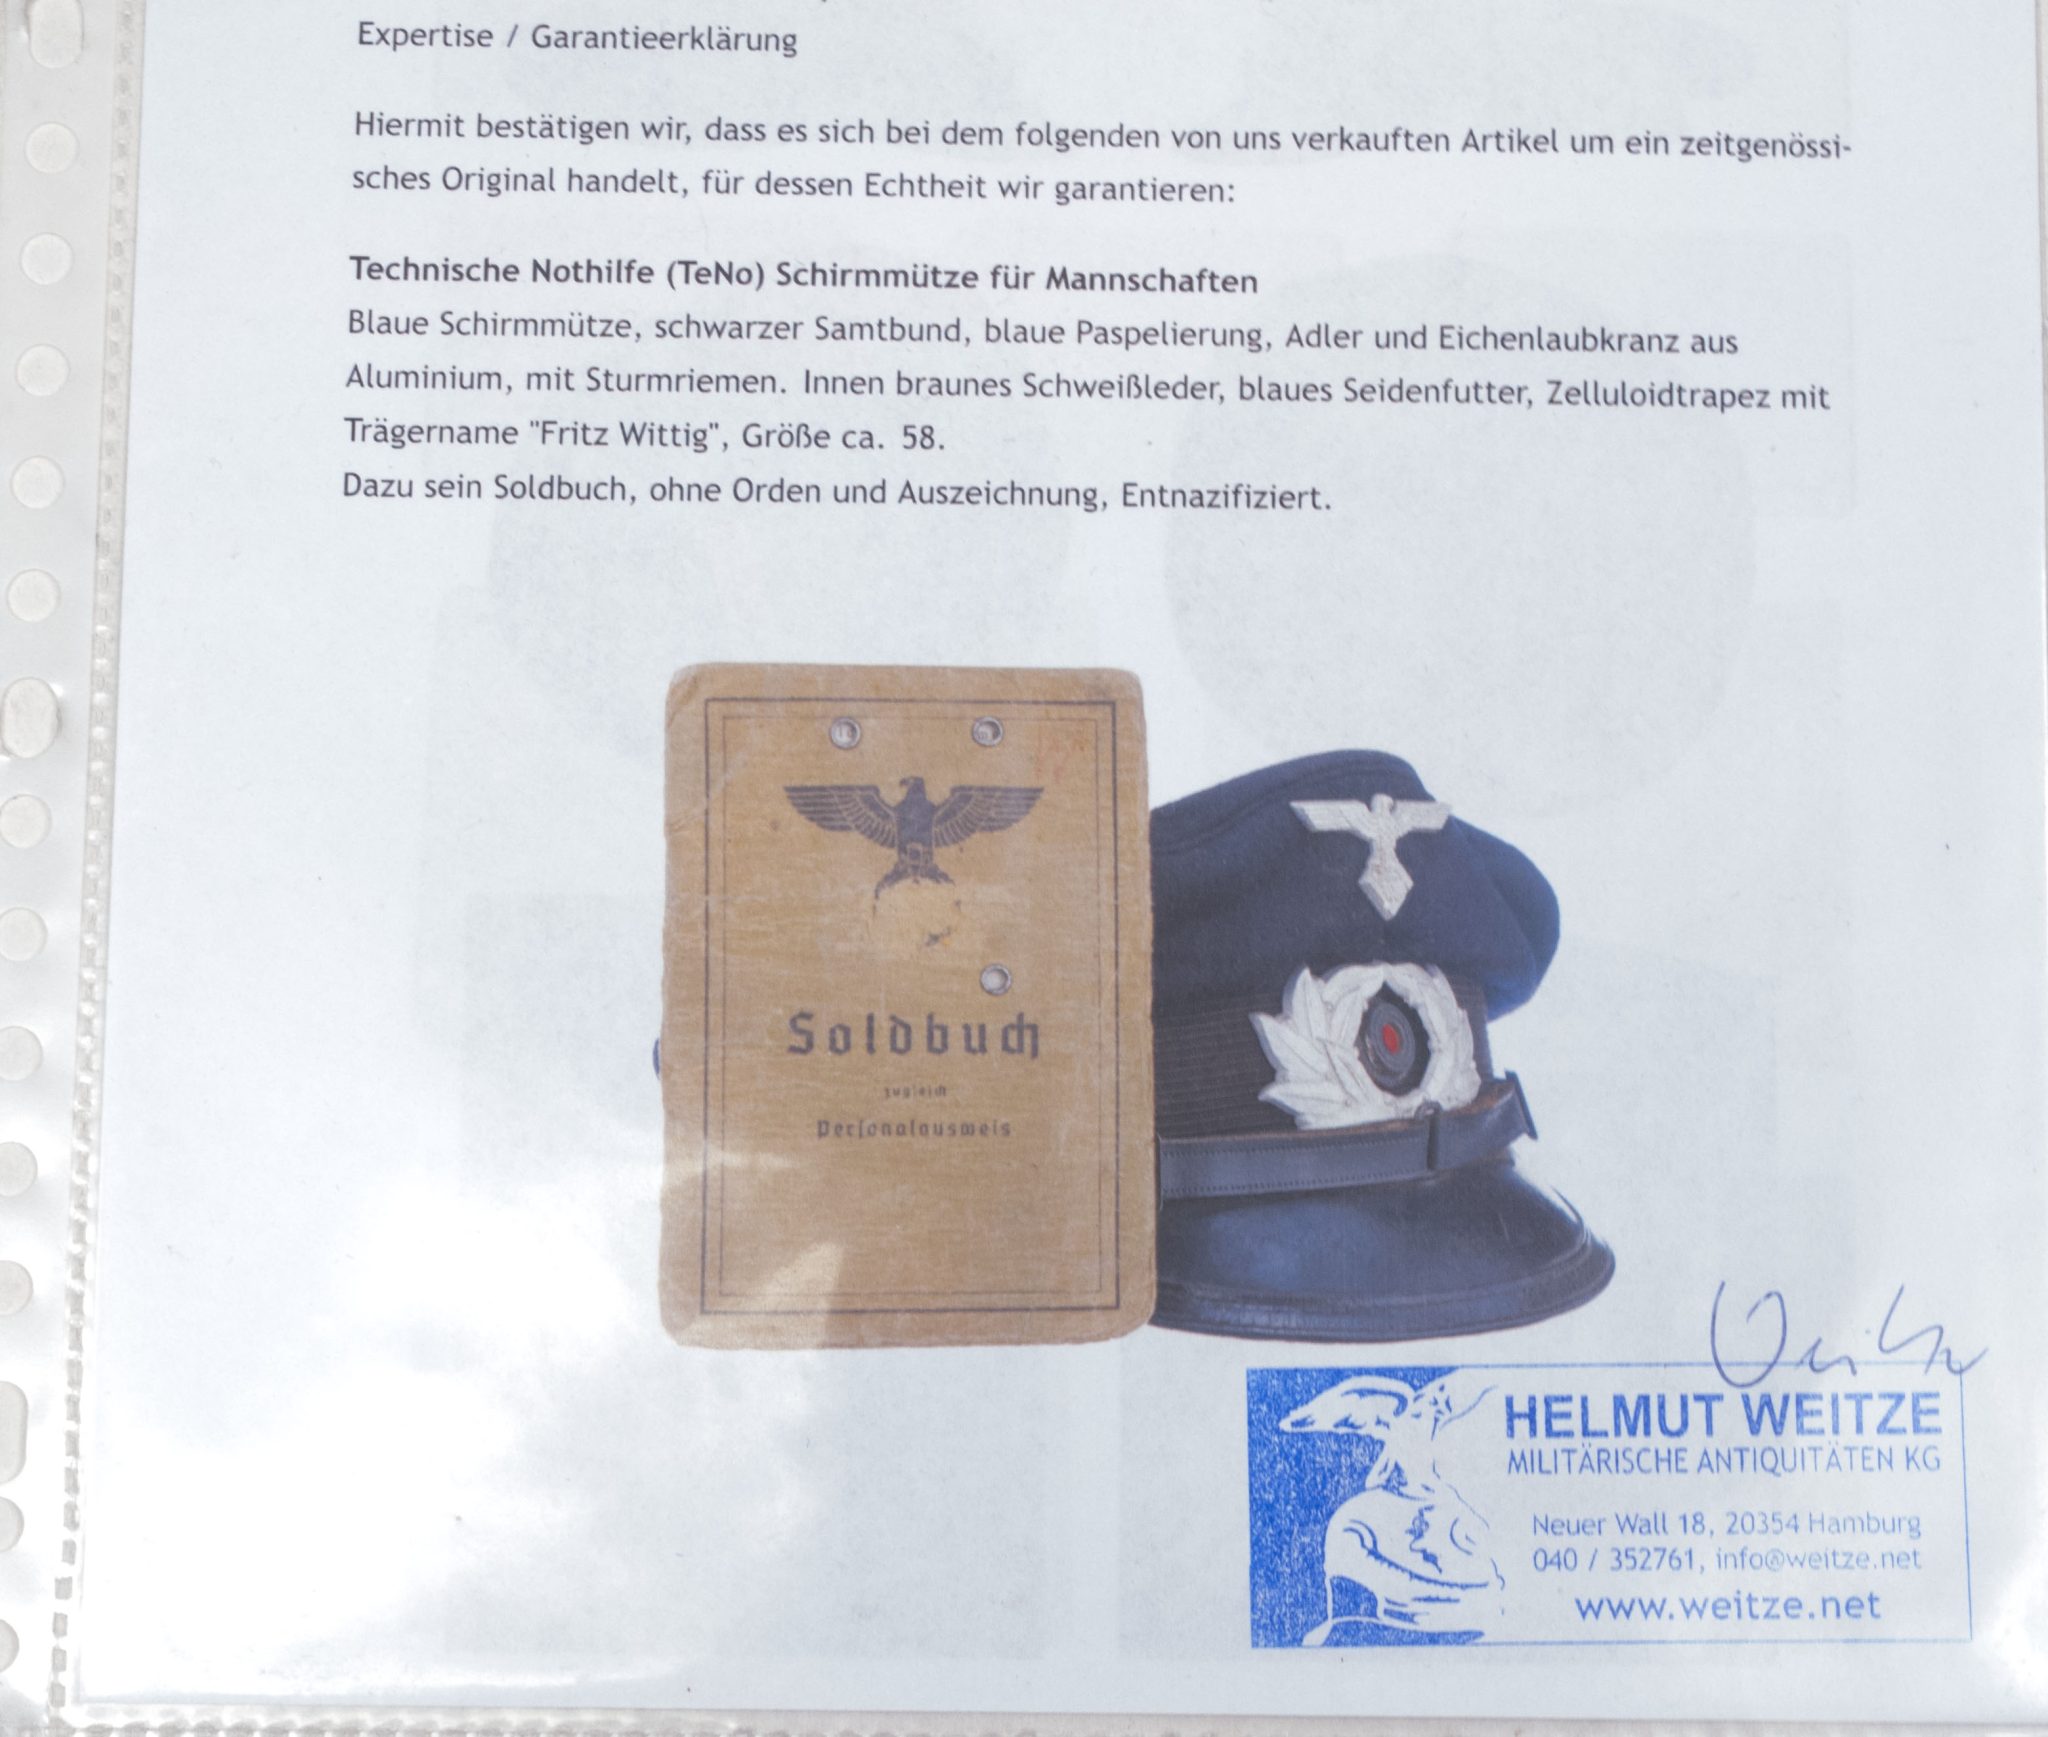 Expertise / Garantieerklärung
Hiermit bestätigen wir, dass es sich bei dem folgenden von uns verkauften Artikel um ein zeitgenössi-
sches Original handelt, für dessen Echtheit wir garantieren:
Technische Nothilfe (TeNo) Schirmmütze für Mannschaften
Blaue Schirmmütze, schwarzer Samtbund, blaue Paspelierung, Adler und Eichenlaubkranz aus
Aluminium, mit Sturmriemen. Innen braunes Schweißleder, blaues Seidenfutter, Zelluloidtrapez mit
Trägername "Fritz Wittig", Größe ca. 58.
Dazu sein Soldbuch, ohne Orden und Auszeichnung, Entnazifiziert.
Soldbuch
zugleich
Personalausweis
Weitze
HELMUT WEITZE
MILITÄRISCHE ANTIQUITÄTEN KG
Neuer Wall 18, 20354 Hamburg
040 / 352761, info@weitze.net
www.weitze.net